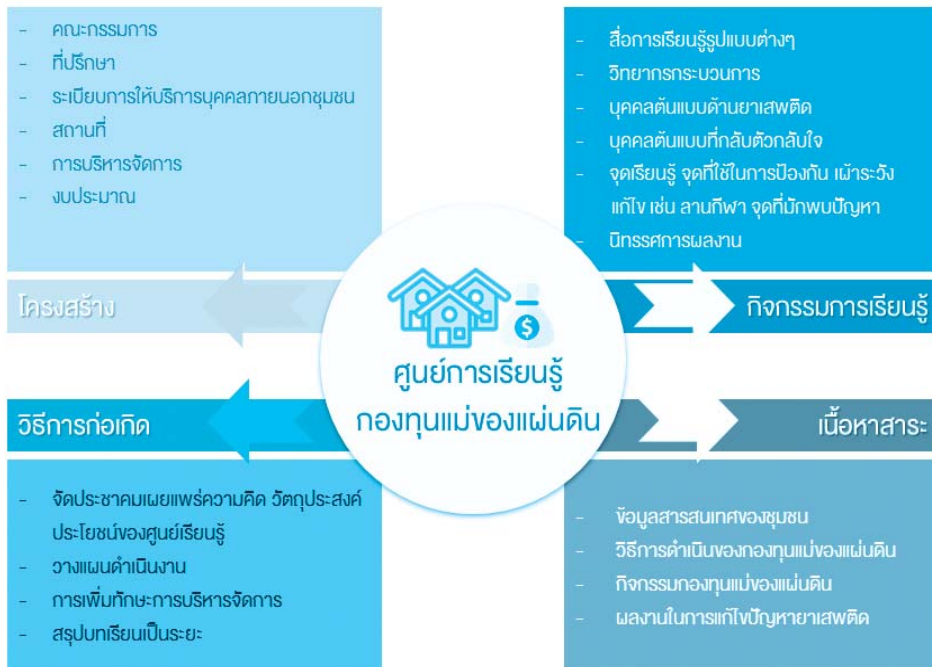 - คณะกรรมการ
- ที่ปรึกษา
- ระเบียบการให้บริการบุคคลภายนอกชุมชน
- สถานที่
- การบริหารจัดการ
- งบประมาณ
โครงสร้าง
- สื่อการเรียนรู้รูปแบบต่างๆ
- วิทยากรกระบวนการ
- บุคคลต้นแบบด้านยาเสพติด
- บุคคลต้นแบบที่กลับตัวกลับใจ
- จุดเรียนรู้ จุดที่ใช้ในการป้องกัน เฝ้าระวัง
แก้ไข เช่น ลานกีฬา จุดที่มักพบปัญหา
- นิทรรศการผลงาน
กิจกรรมการเรียนรู้
$
ศูนย์การเรียนรู้
กองทุนแม่ของแผ่นดิน
วิธีการก่อเกิด
- จัดประชาคมเผยแพร่ความคิด วัตถุประสงค์
ประโยชน์ของศูนย์เรียนรู้
- วางแผนดำเนินงาน
- การเพิ่มทักษะการบริหารจัดการ
- สรุปบทเรียนเป็นระยะ
เนื้อหาสาระ
- ข้อมูลสารสนเทศของชุมชน
- วิธีการดำเนินของกองทุนแม่ของแผ่นดิน
- กิจกรรมกองทุนแม่ของแผ่นดิน
- ผลงานในการแก้ไขปัญหายาเสพติด